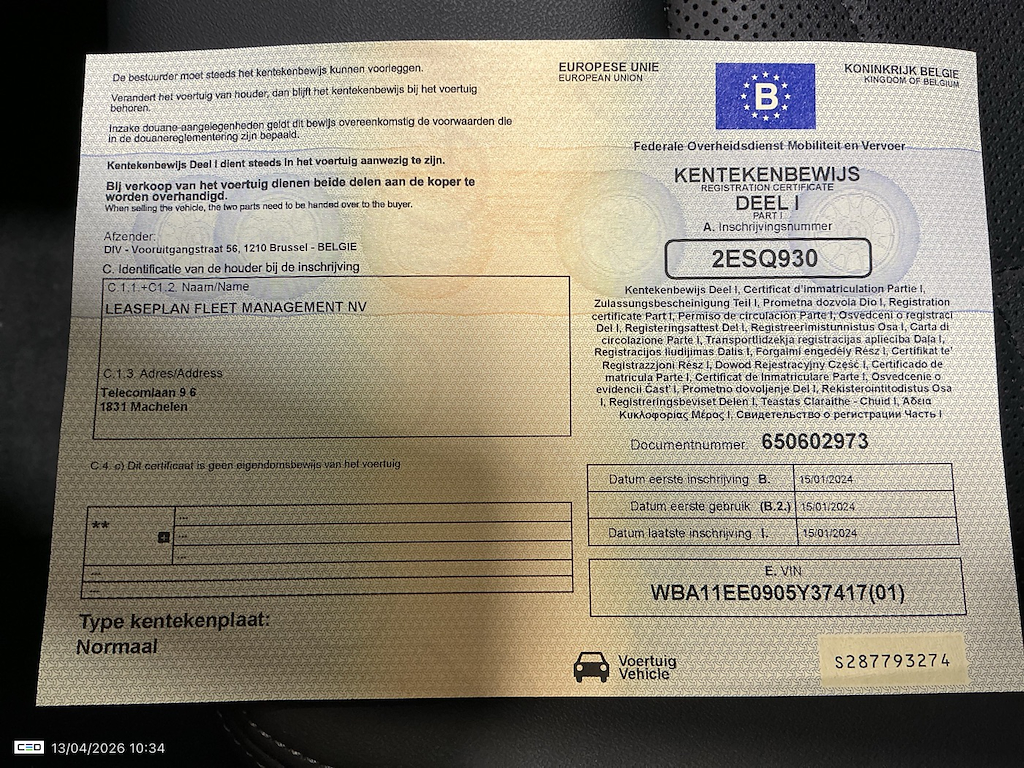 De bestuurder moet steeds het kentekenbewijs kunnen voorleggen.
Verandert het voertuig van houder, dan blijft het kentekenbewijs bij het voertuig
behoren.
Inzake douane-aangelegenheden geldt dit bewijs overeenkomstig de voorwaarden die
in de douanereglementering zijn bepaald.
Kentekenbewijs Deel I dient steeds in het voertuig aanwezig te zijn.
Bij verkoop van het voertuig dienen beide delen aan de koper te
worden overhandigd.
When selling the vehicle, the two parts need to be handed over to the buyer.
Afzender:
DIV - Vooruitgangstraat 56, 1210 Brussel - BELGIE
C. Identificatie van de houder bij de inschrijving
C.1.1.+C1.2. Naam/Name
LEASEPLAN FLEET MANAGEMENT NV
C.1.3. Adres/Address
Telecomlaan 9 6
1831 Machelen
C.4. c) Dit certificaat is geen eigendomsbewijs van het voertuig
**
---
---
---
---
---
Type kentekenplaat:
Normaal
EUROPESE UNIE
EUROPEAN UNION
B
KONINKRIJK BELGIE
KINGDOM OF BELGIUM
Federale Overheidsdienst Mobiliteit en Vervoer
KENTEKENBEWIJS
REGISTRATION CERTIFICATE
DEEL I
PART I
A. Inschrijvingsnummer
2ESQ930
Kentekenbewijs Deel I, Certificat d'immatriculation Partie I,
Zulassungsbescheinigung Teil I, Prometna dozvola Dio I, Registration
certificate Part I, Permiso de circulación Parte I, Osvedceni o registraci
Del I, Registeringsattest Del I, Registreerimistunnistus Osa I, Carta di
circolazione Parte I, Transportlidzekja registracijas aplieciba Daļa I,
Registracijos liudijimas Dalis I, Forgalmi engedély Rész I, Certifikat te'
Registrazzjoni Rész I, Dowod Rejestracyjny Część I, Certificado de
matricula Parte I, Certificat de Inmatriculare Parte I, Osvedcenie o
evidencii Cast' I, Prometno dovoljenje Del I, Rekisterointitodistus Osa
I, Registreringsbeviset Delen I, Teastas Claraithe - Chuid I, Άδεια
Κυκλοφορίας Μέρος I, Свидетельство о регистрации Часть I
Documentnummer: 650602973
Datum eerste inschrijving B. 15/01/2024
Datum eerste gebruik (B.2.) 15/01/2024
Datum laatste inschrijving I. 15/01/2024
E. VIN
WBA11EE0905Y37417(01)
Voertuig
Vehicle
S287793274
CEO 13/04/2026 10:34